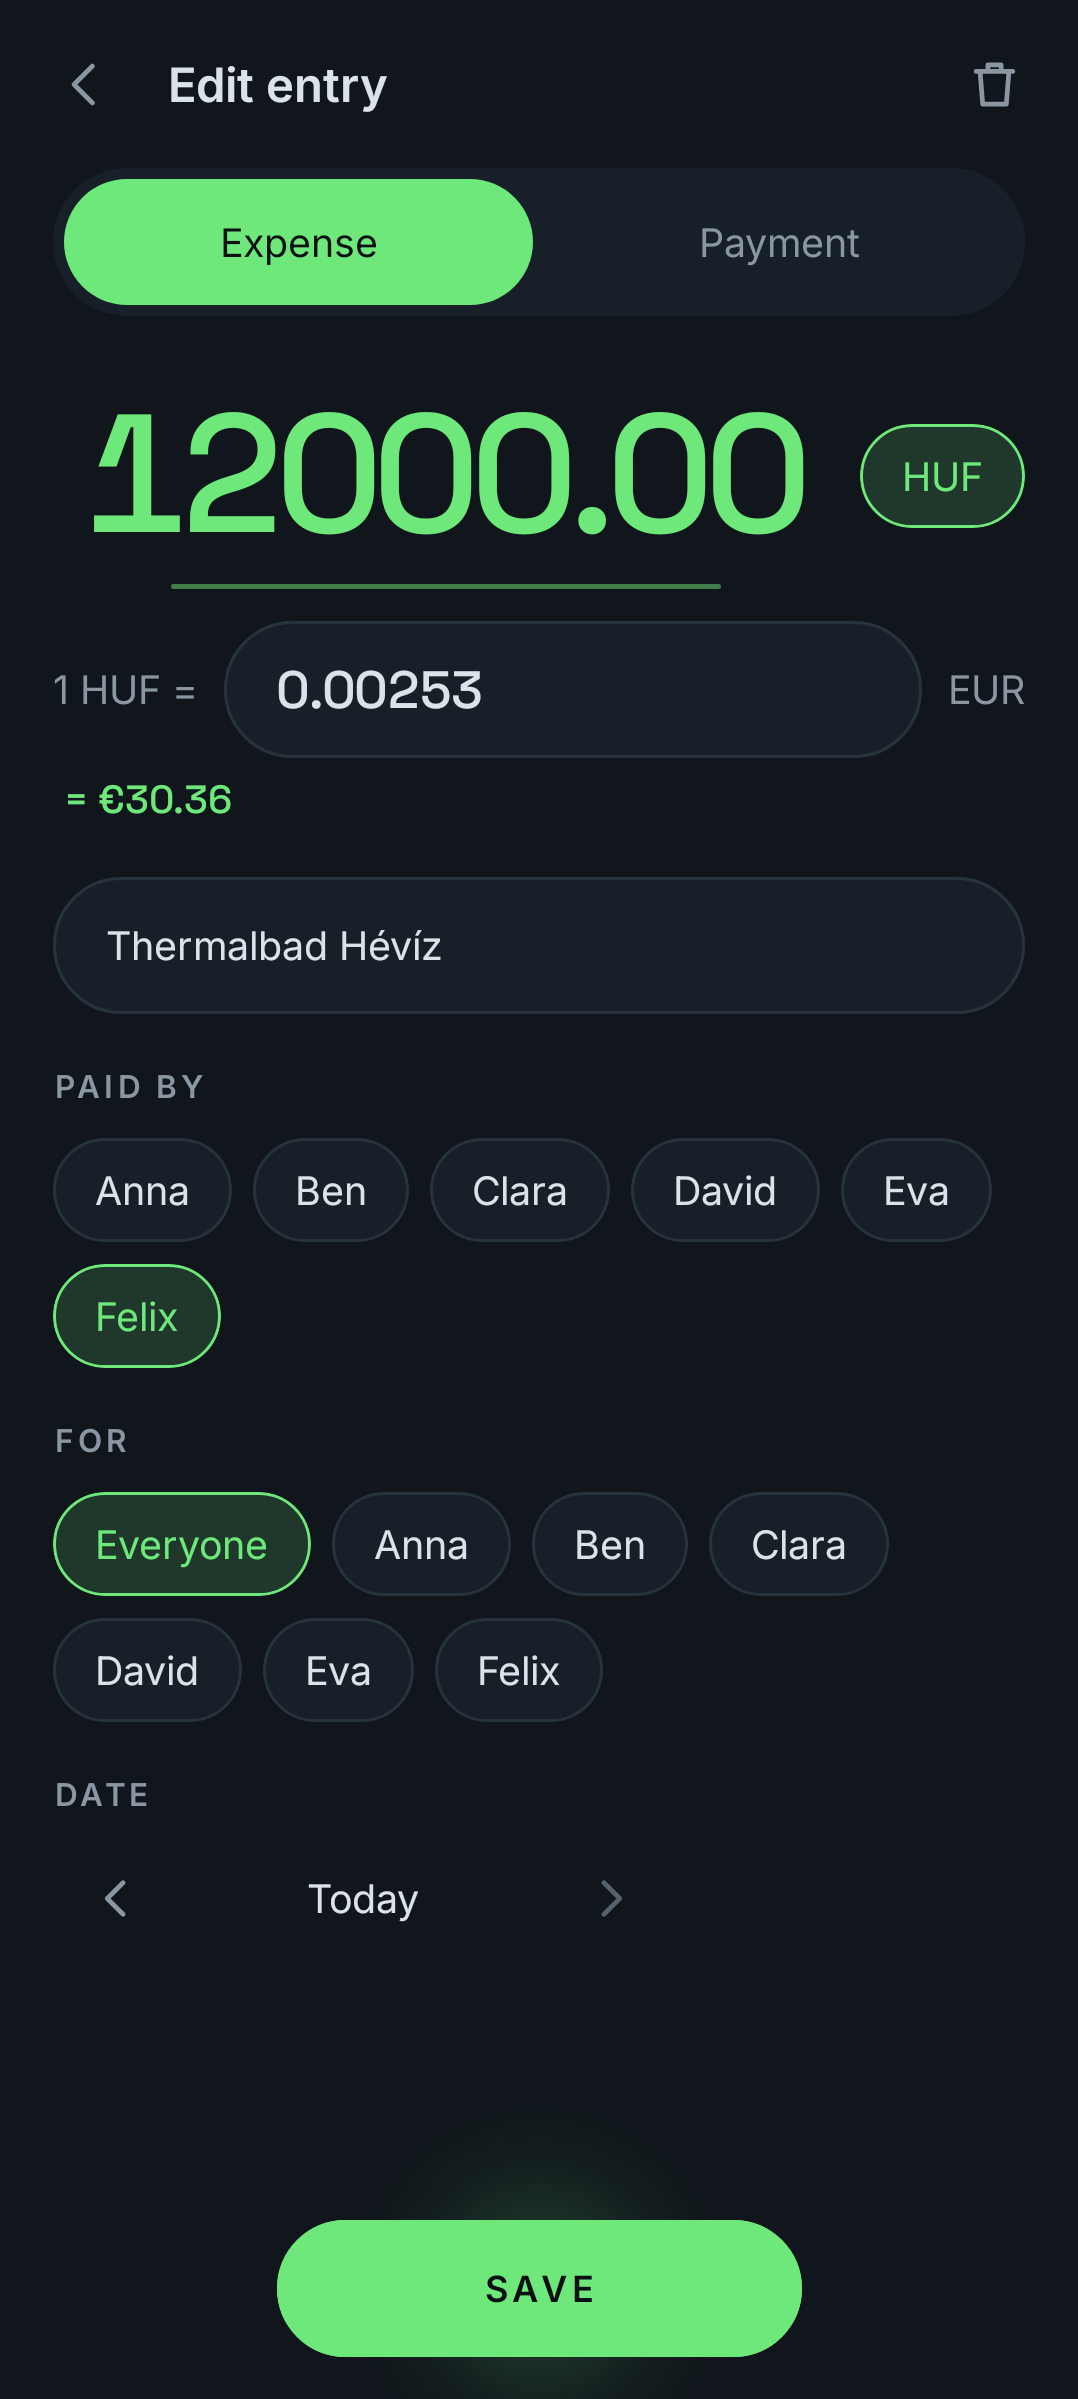 Edit entry
Expense Payment
12000.00 HUF
1 HUF = 0.00253 EUR
= €30.36
Thermalbad Hévíz
PAID BY
Anna Ben Clara David Eva
Felix
FOR
Everyone Anna Ben Clara
David Eva Felix
DATE
Today
SAVE